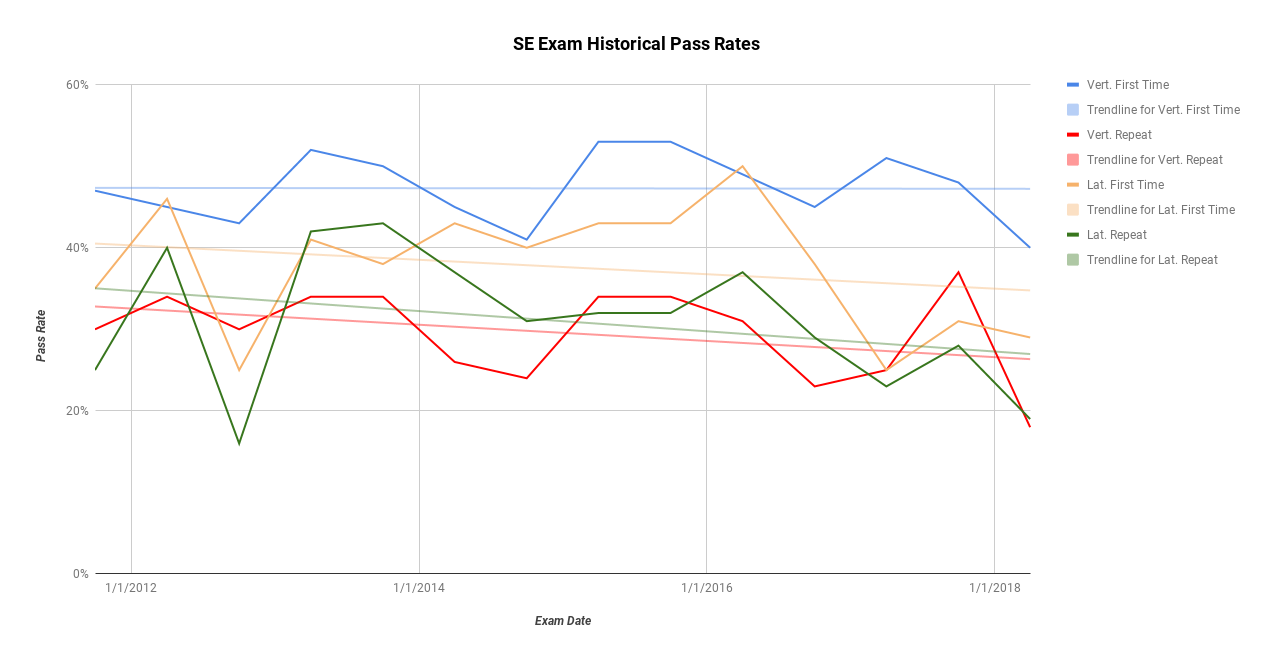 SE Exam Historical Pass Rates
60%
40%
20%
0%
Pass Rate
1/1/2012
1/1/2014
1/1/2016
1/1/2018
Exam Date
Vert. First Time
Trendline for Vert. First Time
Vert. Repeat
Trendline for Vert. Repeat
Lat. First Time
Trendline for Lat. First Time
Lat. Repeat
Trendline for Lat. Repeat